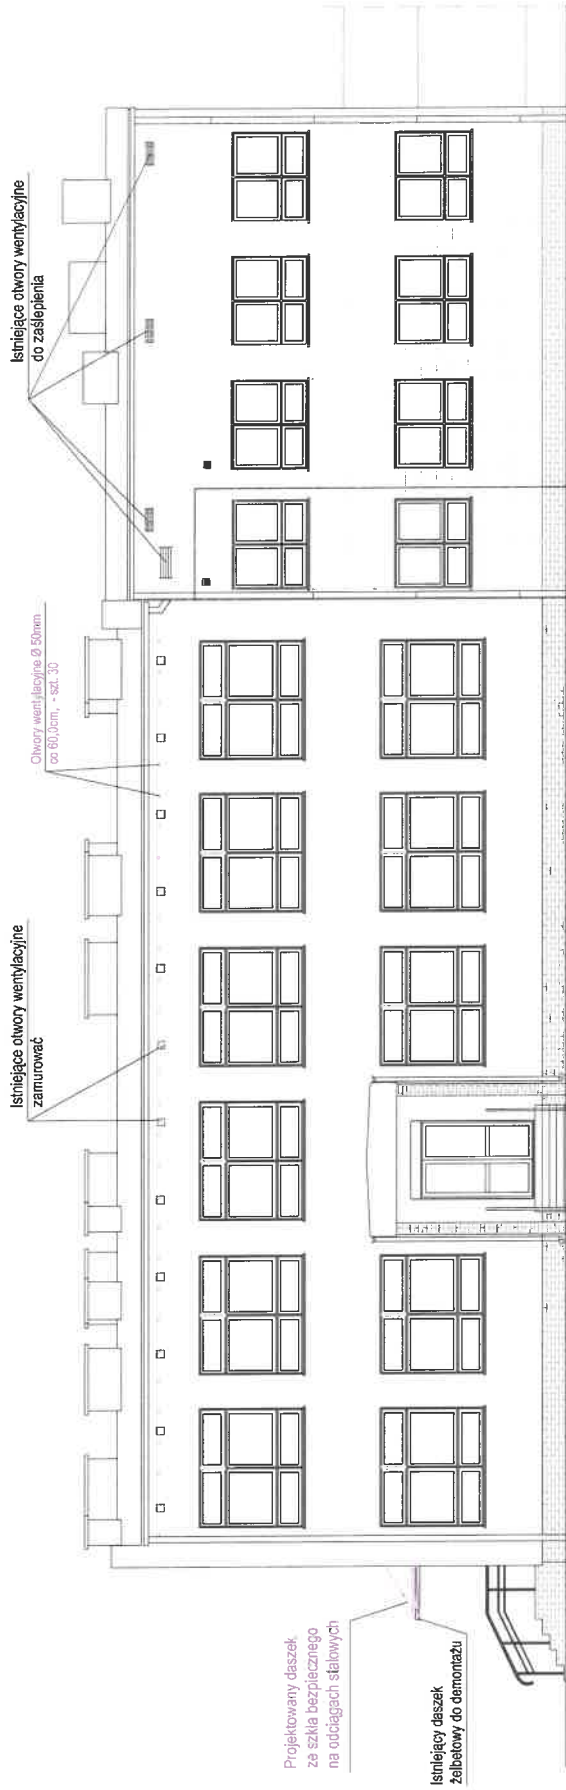 Projektowany daszek
ze szkła bezpiecznego
na odciągach stalowych
Istniejący daszek
żelbetowy do demontażu
Istniejące otwory wentylacyjne
zamurować
Otwory wentylacyjne Ø 50mm
co 60,0cm, - szt. 30
Istniejące otwory wentylacyjne
do zaślepienia